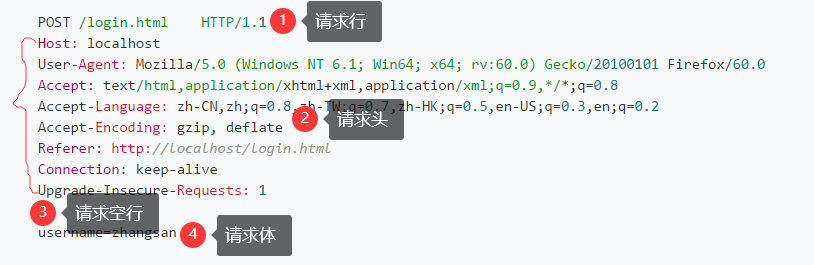 POST /login.html HTTP/1.1 1 请求行
Host: localhost
User-Agent: Mozilla/5.0 (Windows NT 6.1; Win64; x64; rv:60.0) Gecko/20100101 Firefox/60.0
Accept: text/html,application/xhtml+xml,application/xml;q=0.9,*/*;q=0.8
Accept-Language: zh-CN,zh;q=0.8,zh-TW;q=0.7,zh-HK;q=0.5,en-US;q=0.3,en;q=0.2
Accept-Encoding: gzip, deflate 2 请求头
Referer: http://localhost/login.html
Connection: keep-alive
Upgrade-Insecure-Requests: 1
3 请求空行
username=zhangsan 4 请求体